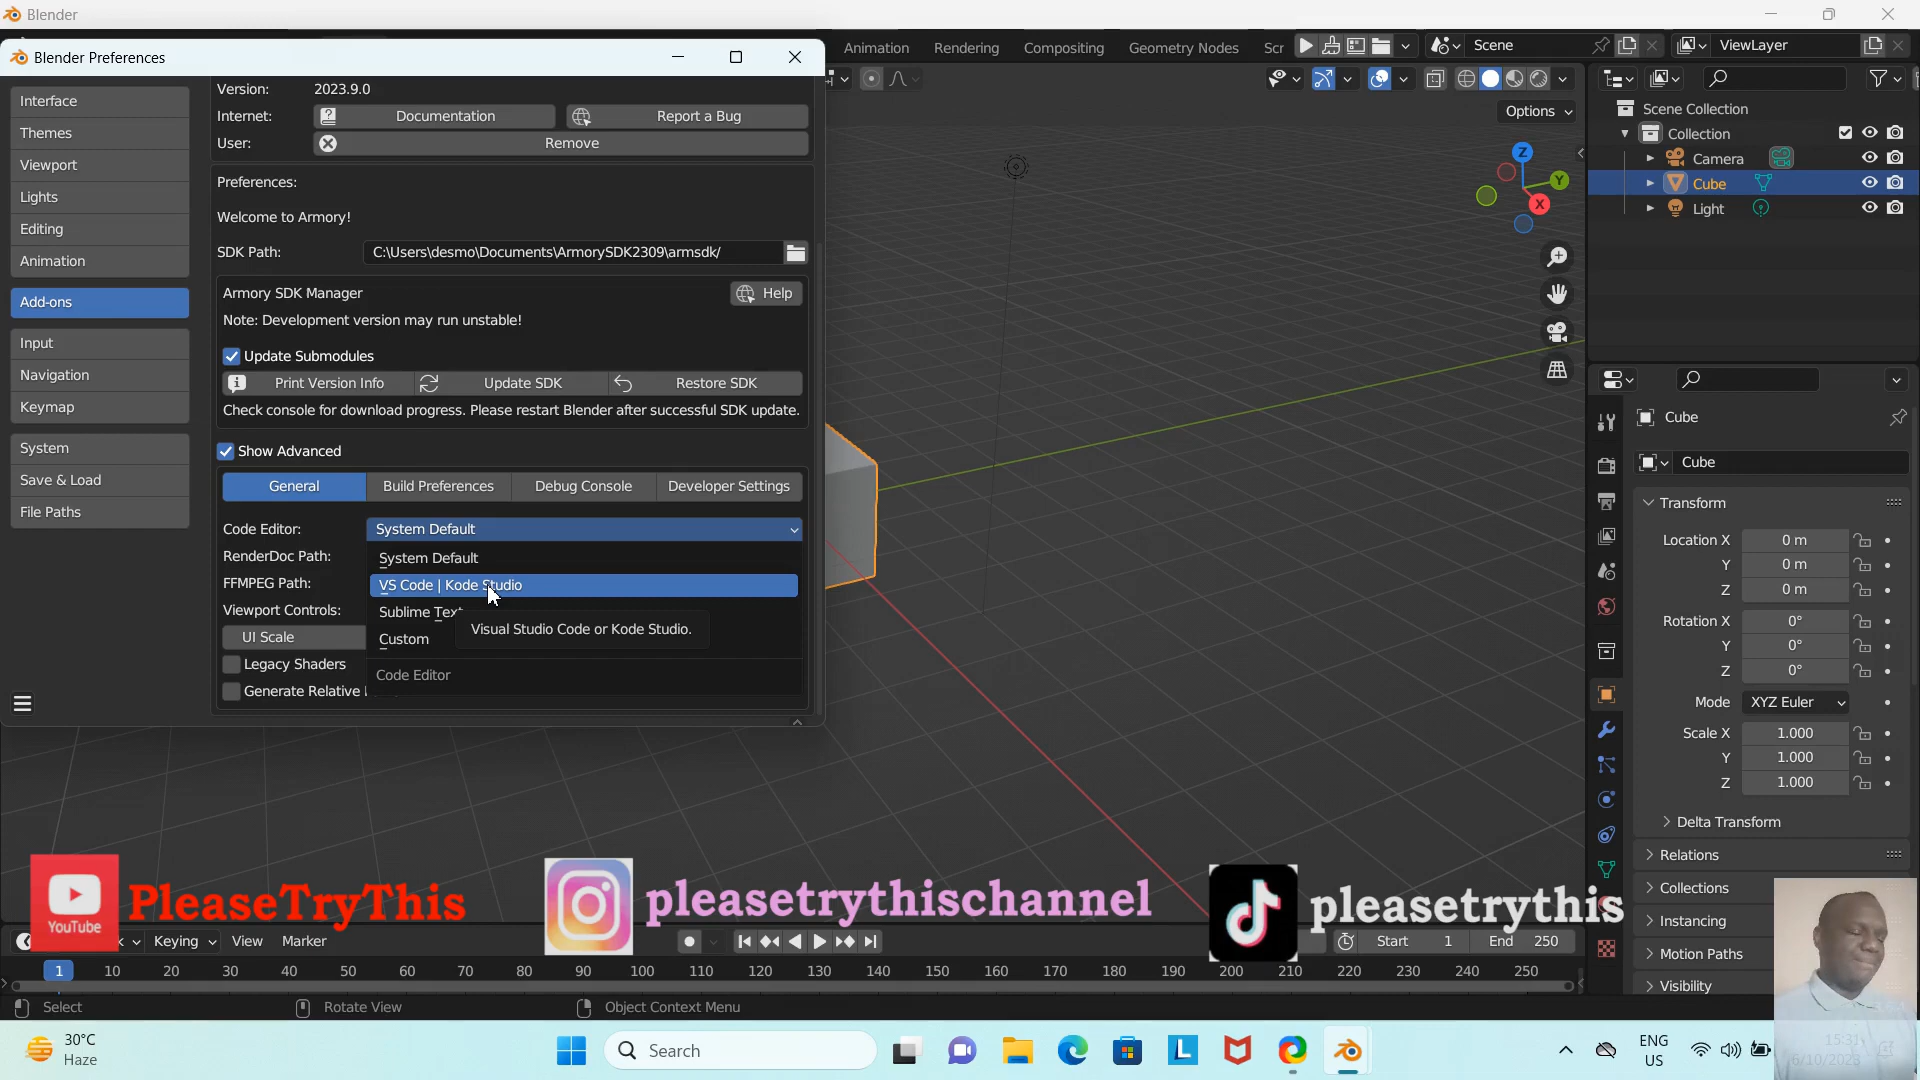 Blender
Blender Preferences
Animation
Rendering
Compositing
Geometry Nodes
Scr
Scene
ViewLayer
Interface
Themes
Viewport
Lights
Editing
Animation
Add-ons
Input
Navigation
Keymap
System
Save & Load
File Paths
Version: 2023.9.0
Internet: Documentation Report a Bug
User: Remove
Preferences:
Welcome to Armory!
SDK Path: C:\Users\desmo\Documents\ArmorySDK2309\armsdk/
Armory SDK Manager Help
Note: Development version may run unstable!
Update Submodules
Print Version Info Update SDK Restore SDK
Check console for download progress. Please restart Blender after successful SDK update.
Show Advanced
General Build Preferences Debug Console Developer Settings
Code Editor: System Default
RenderDoc Path: System Default
FFMPEG Path: VS Code | Kode Studio
Viewport Controls: Sublime Text
Visual Studio Code or Kode Studio.
UI Scale Custom
Legacy Shaders
Code Editor
Generate Relative
Options
Z
Y
X
Scene Collection
Collection
Camera
Cube
Light
Cube
Cube
Transform
Location X 0 m
Y 0 m
Z 0 m
Rotation X 0°
Y 0°
Z 0°
Mode XYZ Euler
Scale X 1.000
Y 1.000
Z 1.000
Delta Transform
Relations
Collections
Instancing
Motion Paths
Visibility
YouTube
PleaseTryThis
pleasetrythischannel
pleasetrythis
Keying View Marker
Start 1 End 250
1 10 20 30 40 50 60 70 80 90 100 110 120 130 140 150 160 170 180 190 200 210 220 230 240 250
Select Rotate View Object Context Menu
30°C
Haze
Search
L
ENG
US
15:31
6/10/2023